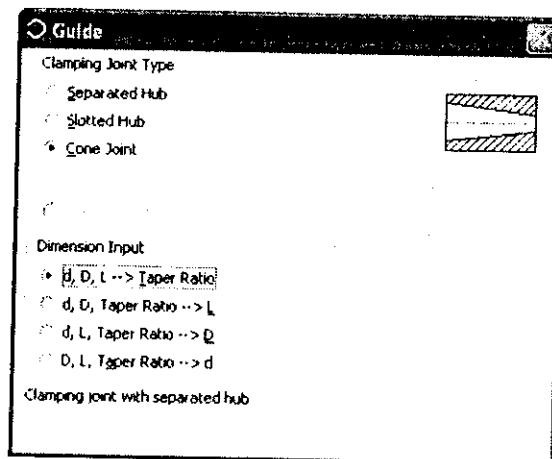 Guide
Clamping Joint Type
Separated Hub
Slotted Hub
Cone Joint
Dimension Input
d, D, L --> Taper Ratio
d, D, Taper Ratio --> L
d, L, Taper Ratio --> D
D, L, Taper Ratio --> d
Clamping joint with separated hub